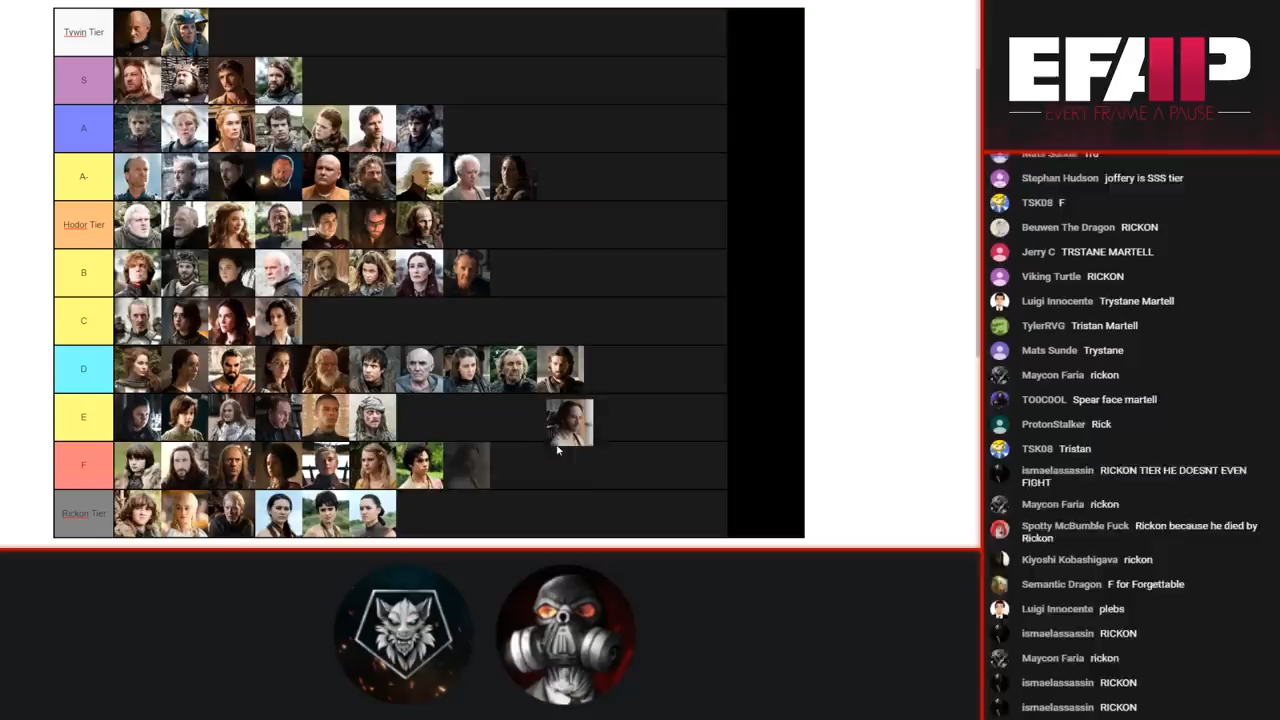 Tywin Tier
S
A
A-
Hodor Tier
B
C
D
E
F
Rickon Tier
EFAP
EVERY FRAME A PAUSE
Stephan Hudson joffery is SSS tier
TSK08 F
Beuwen The Dragon RICKON
Jerry C TRSTANE MARTELL
Viking Turtle RICKON
Luigi Innocente Trystane Martell
TylerRVG Tristan Martell
Mats Sunde Trystane
Maycon Faria rickon
TO0C0OL Spear face martell
ProtonStalker Rick
TSK08 Tristan
ismaelassassin RICKON TIER HE DOESNT EVEN
FIGHT
Maycon Faria rickon
Spotty McBumble Fuck Rickon because he died by
Rickon
Kiyoshi Kobashigava rickon
Semantic Dragon F for Forgettable
Luigi Innocente plebs
ismaelassassin RICKON
Maycon Faria rickon
ismaelassassin RICKON
ismaelassassin RICKON